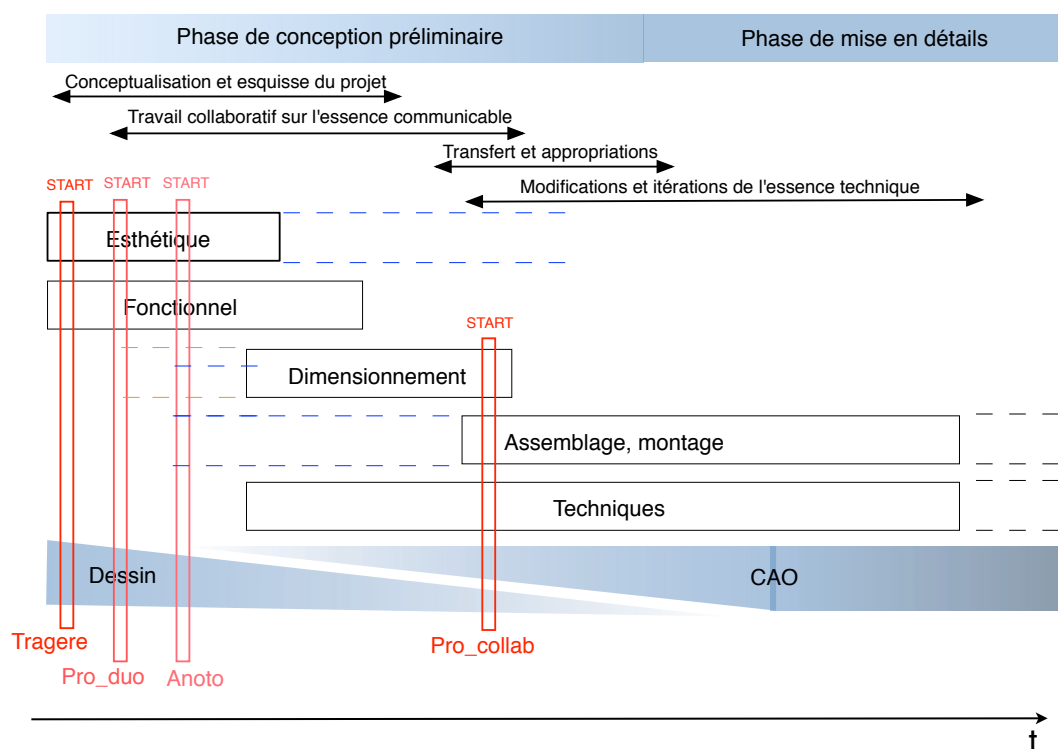 Phase de conception préliminaire
Phase de mise en détails
Conceptualisation et esquisse du projet
Travail collaboratif sur l'essence communicable
Transfert et appropriations
Modifications et itérations de l'essence technique
START
START
START
Esthétique
Fonctionnel
START
Dimensionnement
Assemblage, montage
Techniques
Dessin
CAO
Tragere
Pro_collab
Pro_duo
Anoto
t